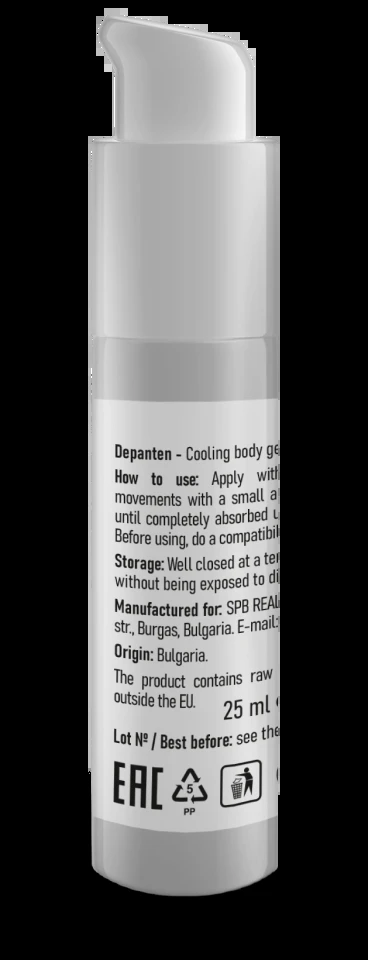 Depanten - Cooling body ge
How to use: Apply with
movements with a small a
until completely absorbed
Before using, do a compatibil
Storage: Well closed at a te
without being exposed to di
Manufactured for: SPB REAL
str., Burgas, Bulgaria. E-mail:
Origin: Bulgaria.
The product contains raw
outside the EU.
25 ml
Lot № / Best before: see the
EAC
5
PP